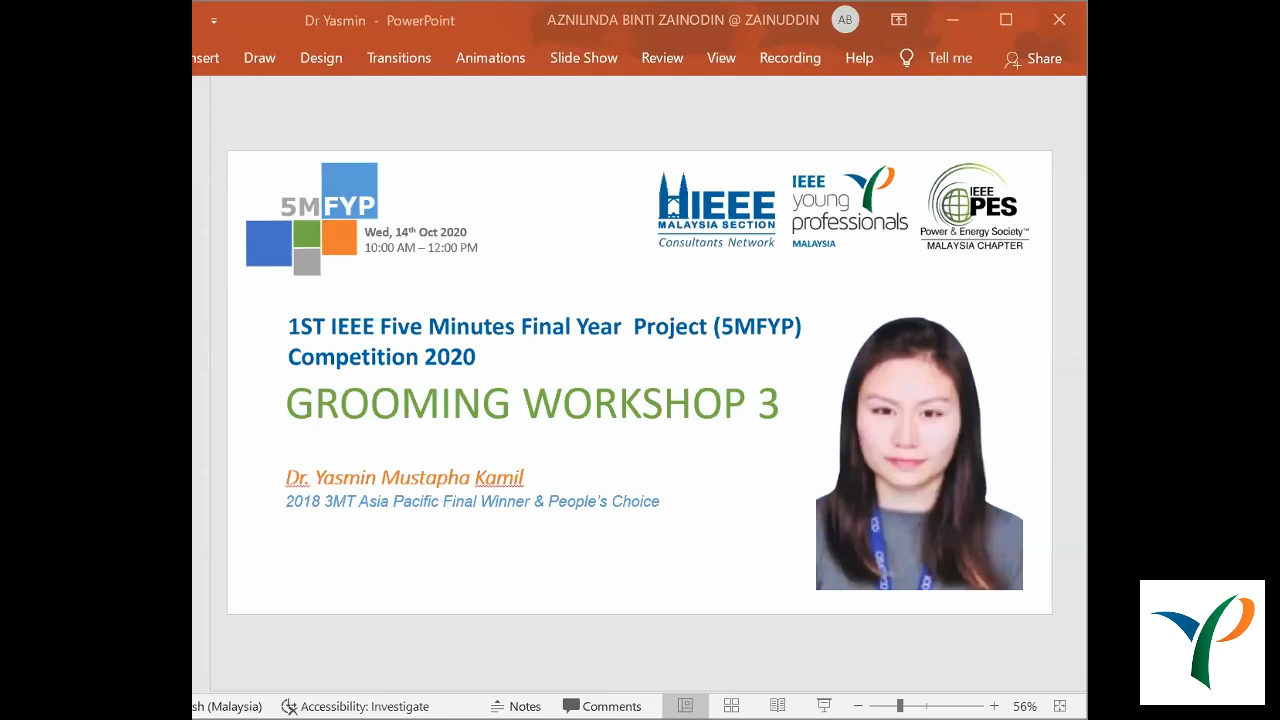 Dr Yasmin - PowerPoint
AZNILINDA BINTI ZAINODIN @ ZAINUDDIN
AB
nsert Draw Design Transitions Animations Slide Show Review View Recording Help Tell me Share
5MFYP
Wed, 14th Oct 2020
10:00 AM – 12:00 PM
IEEE
MALAYSIA SECTION
Consultants Network
IEEE
young
professionals
MALAYSIA
IEEE
PES
Power & Energy Society™
MALAYSIA CHAPTER
1ST IEEE Five Minutes Final Year Project (5MFYP)
Competition 2020
GROOMING WORKSHOP 3
Dr. Yasmin Mustapha Kamil
2018 3MT Asia Pacific Final Winner & People's Choice
sh (Malaysia) Accessibility: Investigate Notes Comments 56%